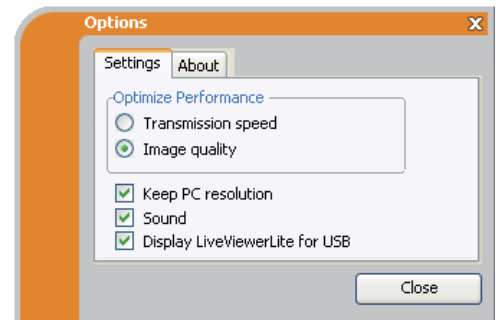 Options
Settings About
Optimize Performance
Transmission speed
Image quality
Keep PC resolution
Sound
Display LiveViewerLite for USB
Close